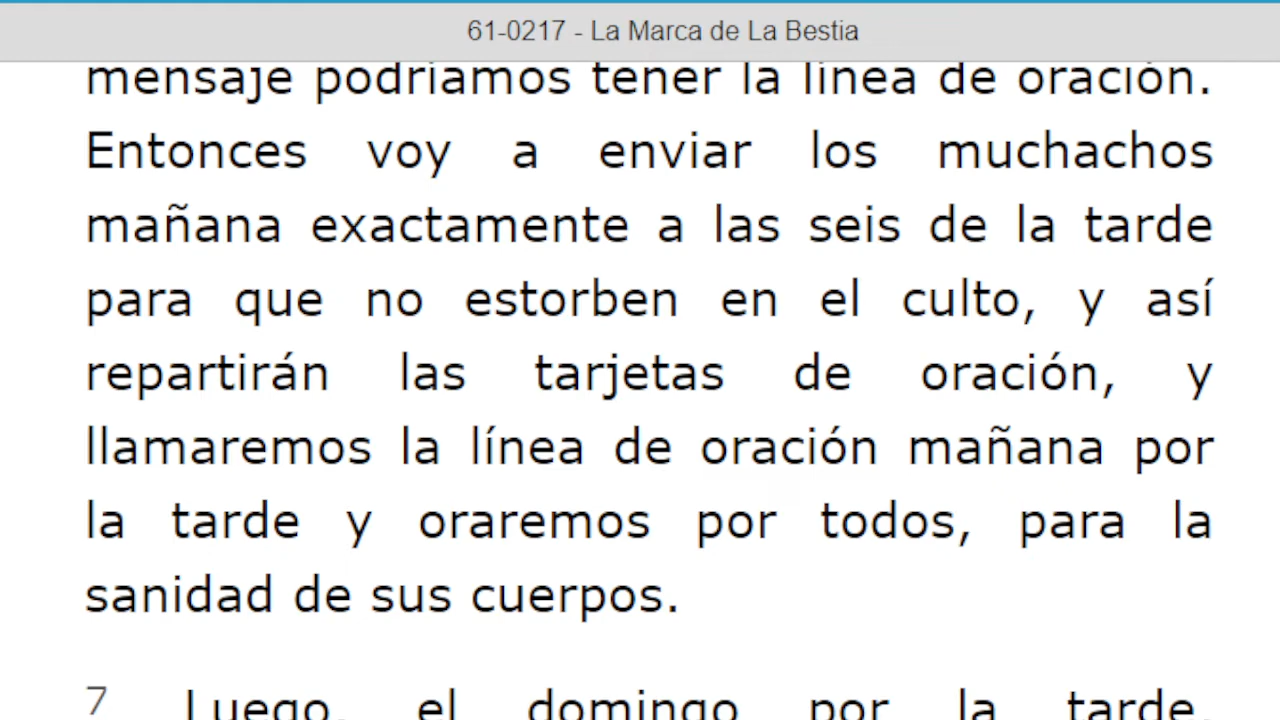 61-0217 - La Marca de La Bestia
mensaje podríamos tener la línea de oración.
Entonces voy a enviar los muchachos
mañana exactamente a las seis de la tarde
para que no estorben en el culto, y así
repartirán las tarjetas de oración, y
llamaremos la línea de oración mañana por
la tarde y oraremos por todos, para la
sanidad de sus cuerpos.
7 Luego, el domingo por la tarde,